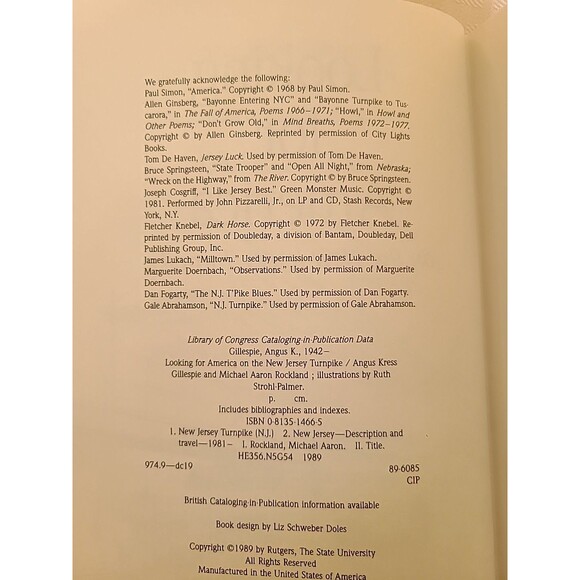 We gratefully acknowledge the following:
Paul Simon, "America." Copyright © 1968 by Paul Simon.
Allen Ginsberg, "Bayonne Entering NYC" and "Bayonne Turnpike to Tus-
carora," in The Fall of America, Poems 1966–1971; "Howl," in Howl and
Other Poems; "Don't Grow Old," in Mind Breaths, Poems 1972–1977.
Copyright © by Allen Ginsberg. Reprinted by permission of City Lights
Books.
Tom De Haven, Jersey Luck. Used by permission of Tom De Haven.
Bruce Springsteen, "State Trooper" and "Open All Night," from Nebraska;
"Wreck on the Highway," from The River. Copyright © by Bruce Springsteen.
Joseph Cosgriff, "I Like Jersey Best." Green Monster Music. Copyright ©
1981. Performed by John Pizzarelli, Jr., on LP and CD, Stash Records, New
York, N.Y.
Fletcher Knebel, Dark Horse. Copyright © 1972 by Fletcher Knebel. Re-
printed by permission of Doubleday, a division of Bantam, Doubleday, Dell
Publishing Group, Inc.
James Lukach, "Milltown." Used by permission of James Lukach.
Marguerite Doernbach, "Observations." Used by permission of Marguerite
Doernbach.
Dan Fogarty, "The N.J. T'Pike Blues." Used by permission of Dan Fogarty.
Gale Abrahamson, "N.J. Turnpike." Used by permission of Gale Abrahamson.
Library of Congress Cataloging-in-Publication Data
Gillespie, Angus K., 1942–
Looking for America on the New Jersey Turnpike / Angus Kress
Gillespie and Michael Aaron Rockland ; illustrations by Ruth
Strohl-Palmer.
p. cm.
Includes bibliographies and indexes.
ISBN 0-8135-1466-5
1. New Jersey Turnpike (N.J.) 2. New Jersey—Description and
travel—1981– I. Rockland, Michael Aaron. II. Title.
HE356.N5G54 1989
974.9—dc19 89-6085
CIP
British Cataloging-in-Publication information available
Book design by Liz Schweber Doles
Copyright ©1989 by Rutgers, The State University
All Rights Reserved
Manufactured in the United States of America